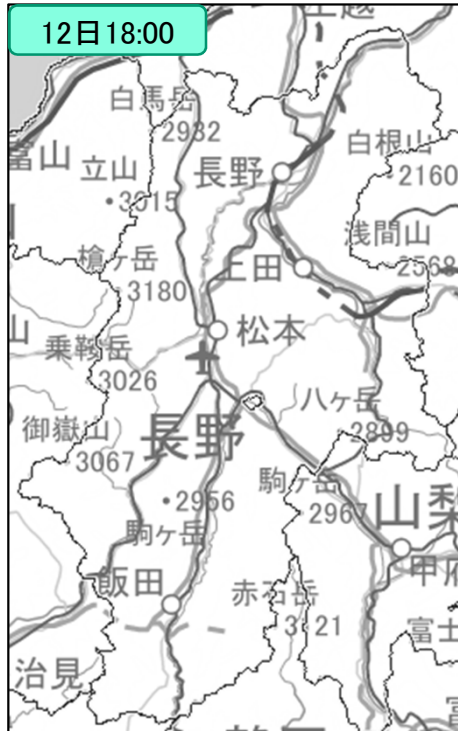 12日18:00
上越
白馬岳
2932
富山
立山
3015
長野
白根山
2160
浅間山
2568
槍ヶ岳
3180
上田
松本
乗鞍岳
3026
御嶽山
3067
長野
八ヶ岳
2899
駒ヶ岳
2967
山梨
2956
駒ヶ岳
甲府
飯田
赤石岳
3121
富士
治見